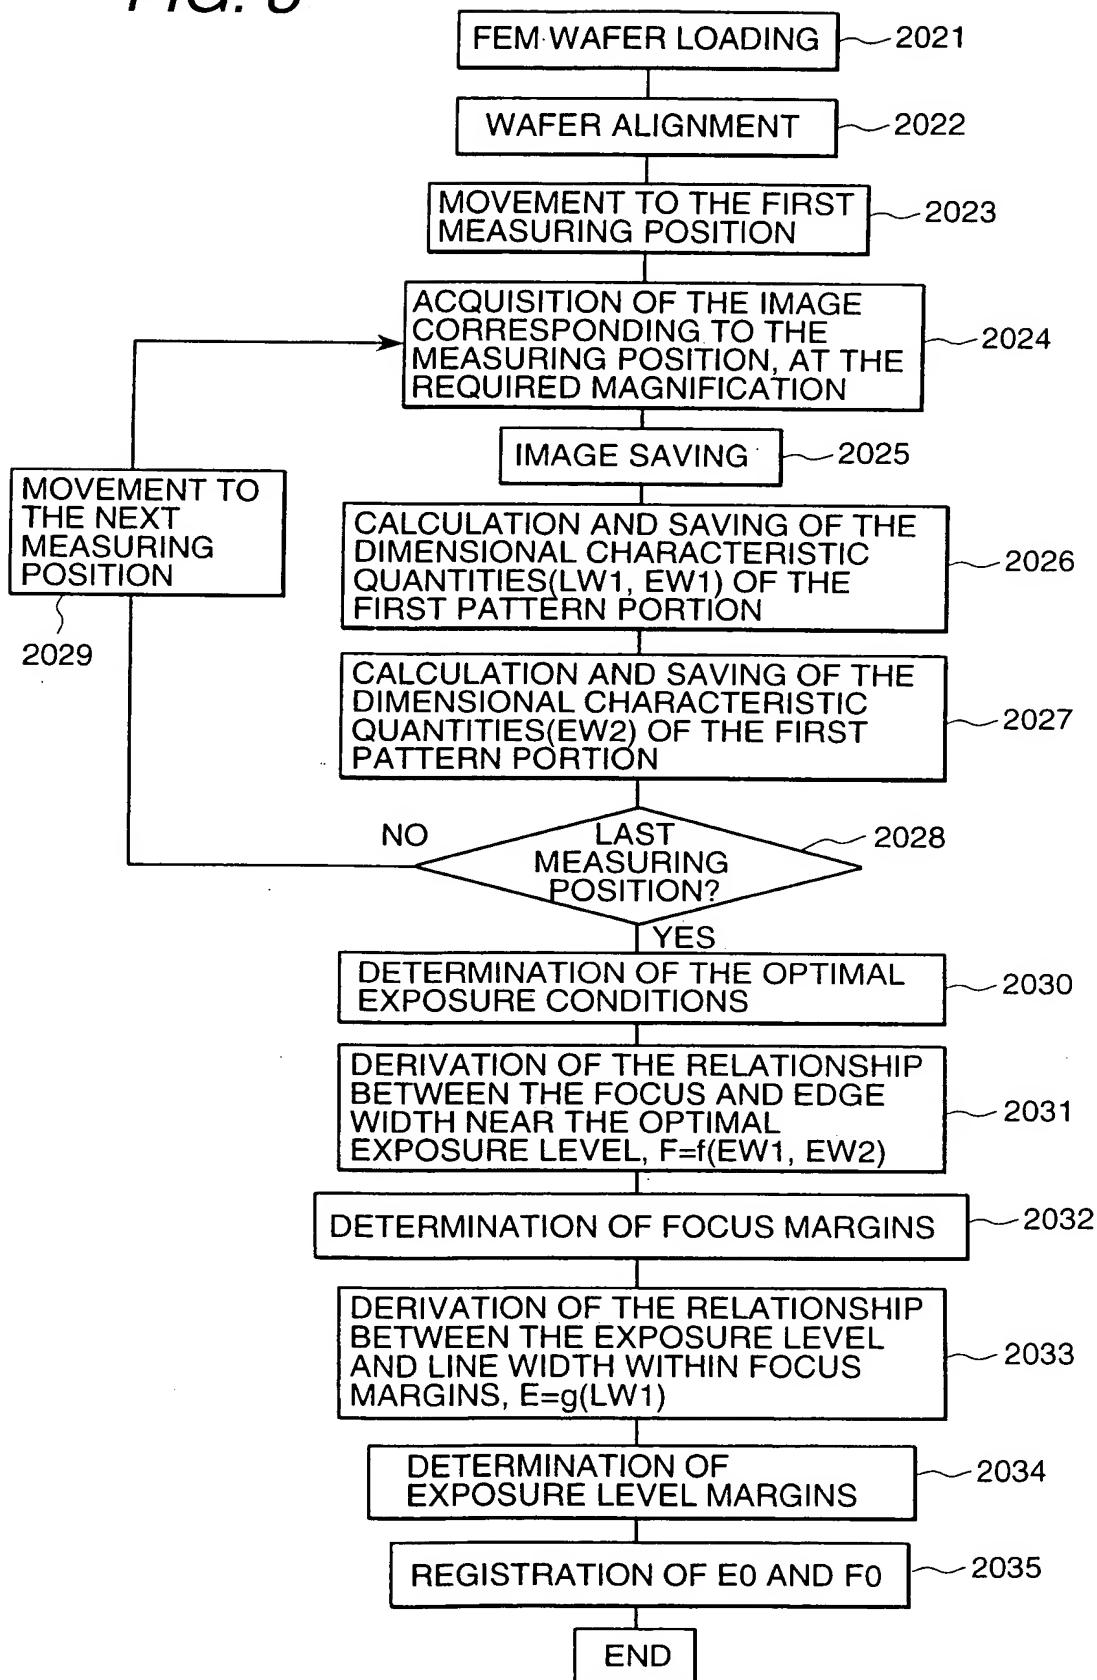 FEM WAFER LOADING
2021
WAFER ALIGNMENT
2022
MOVEMENT TO THE FIRST
MEASURING POSITION
2023
ACQUISITION OF THE IMAGE
CORRESPONDING TO THE
MEASURING POSITION, AT THE
REQUIRED MAGNIFICATION
2024
IMAGE SAVING
2025
MOVEMENT TO
THE NEXT
MEASURING
POSITION
2029
CALCULATION AND SAVING OF THE
DIMENSIONAL CHARACTERISTIC
QUANTITIES(LW1, EW1) OF THE
FIRST PATTERN PORTION
2026
CALCULATION AND SAVING OF THE
DIMENSIONAL CHARACTERISTIC
QUANTITIES(EW2) OF THE FIRST
PATTERN PORTION
2027
NO
LAST
MEASURING
POSITION?
2028
YES
DETERMINATION OF THE OPTIMAL
EXPOSURE CONDITIONS
2030
DERIVATION OF THE RELATIONSHIP
BETWEEN THE FOCUS AND EDGE
WIDTH NEAR THE OPTIMAL
EXPOSURE LEVEL, F=f(EW1, EW2)
2031
DETERMINATION OF FOCUS MARGINS
2032
DERIVATION OF THE RELATIONSHIP
BETWEEN THE EXPOSURE LEVEL
AND LINE WIDTH WITHIN FOCUS
MARGINS, E=g(LW1)
2033
DETERMINATION OF
EXPOSURE LEVEL MARGINS
2034
REGISTRATION OF E0 AND F0
2035
END